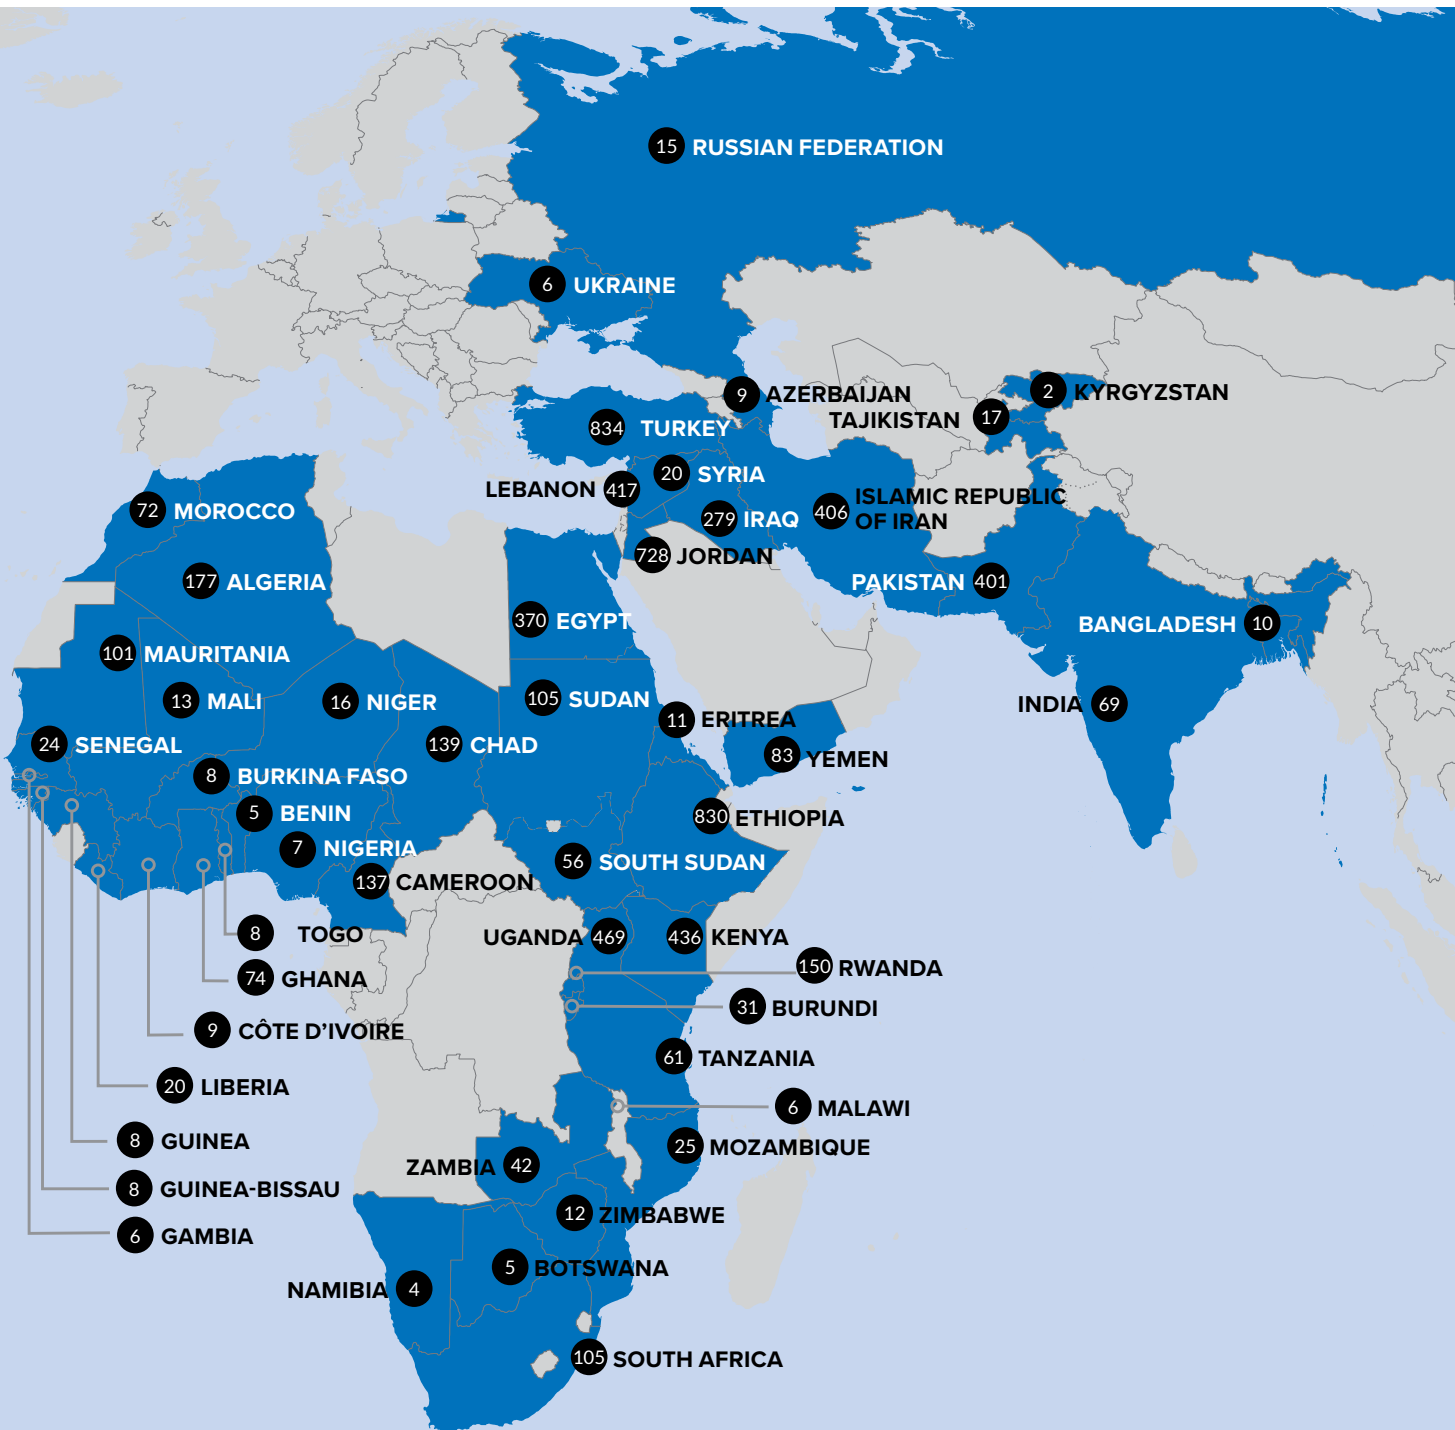 15 RUSSIAN FEDERATION
6 UKRAINE
9 AZERBAIJAN
2 KYRGYZSTAN
TAJIKISTAN 17
834 TURKEY
20 SYRIA
LEBANON 417
279 IRAQ
406 ISLAMIC REPUBLIC
OF IRAN
72 MOROCCO
728 JORDAN
177 ALGERIA
PAKISTAN 401
370 EGYPT
BANGLADESH 10
101 MAURITANIA
13 MALI
16 NIGER
105 SUDAN
INDIA 69
11 ERITREA
24 SENEGAL
139 CHAD
83 YEMEN
8 BURKINA FASO
5 BENIN
830 ETHIOPIA
7 NIGERIA
56 SOUTH SUDAN
137 CAMEROON
8 TOGO
UGANDA 469
436 KENYA
150 RWANDA
74 GHANA
31 BURUNDI
9 CÔTE D'IVOIRE
61 TANZANIA
20 LIBERIA
6 MALAWI
8 GUINEA
25 MOZAMBIQUE
ZAMBIA 42
8 GUINEA-BISSAU
12 ZIMBABWE
6 GAMBIA
5 BOTSWANA
NAMIBIA 4
105 SOUTH AFRICA